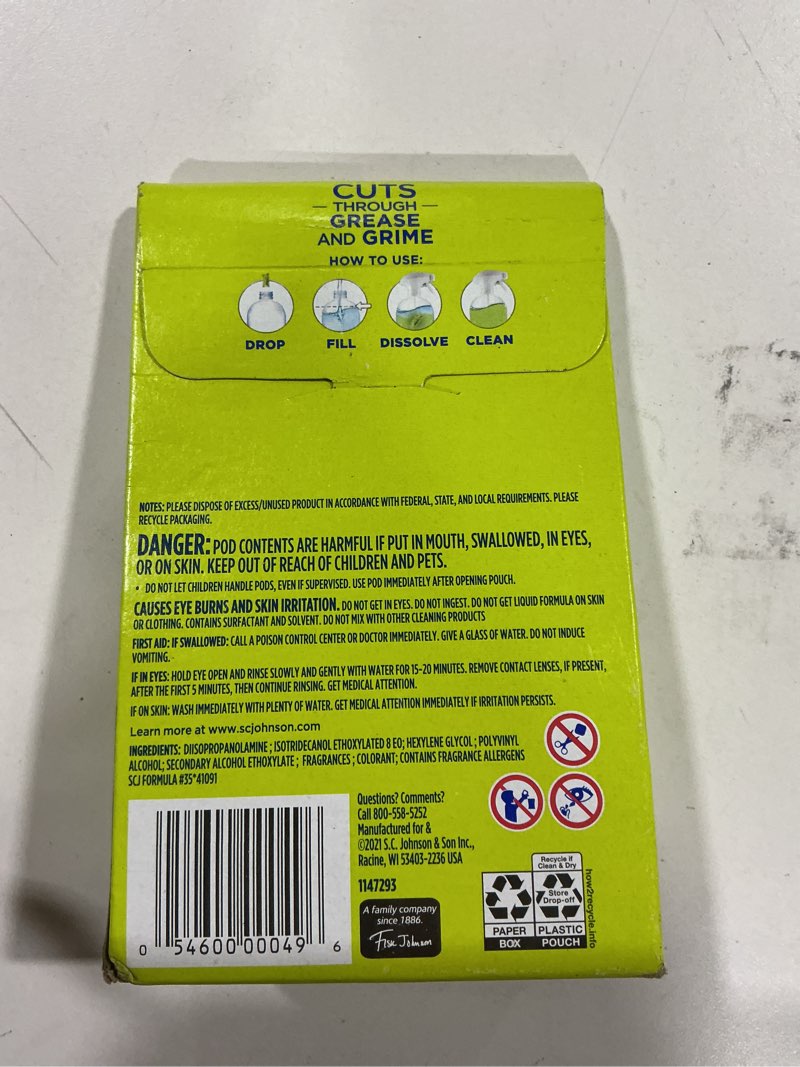 CUTS
— THROUGH —
GREASE
AND GRIME
HOW TO USE:
DROP FILL DISSOLVE CLEAN
NOTES: PLEASE DISPOSE OF EXCESS/UNUSED PRODUCT IN ACCORDANCE WITH FEDERAL, STATE, AND LOCAL REQUIREMENTS. PLEASE
RECYCLE PACKAGING.
DANGER: POD CONTENTS ARE HARMFUL IF PUT IN MOUTH, SWALLOWED, IN EYES,
OR ON SKIN. KEEP OUT OF REACH OF CHILDREN AND PETS.
• DO NOT LET CHILDREN HANDLE PODS, EVEN IF SUPERVISED. USE POD IMMEDIATELY AFTER OPENING POUCH.
CAUSES EYE BURNS AND SKIN IRRITATION. DO NOT GET IN EYES. DO NOT INGEST. DO NOT GET LIQUID FORMULA ON SKIN
OR CLOTHING. CONTAINS SURFACTANT AND SOLVENT. DO NOT MIX WITH OTHER CLEANING PRODUCTS
FIRST AID: IF SWALLOWED: CALL A POISON CONTROL CENTER OR DOCTOR IMMEDIATELY. GIVE A GLASS OF WATER. DO NOT INDUCE
VOMITING.
IF IN EYES: HOLD EYE OPEN AND RINSE SLOWLY AND GENTLY WITH WATER FOR 15-20 MINUTES. REMOVE CONTACT LENSES, IF PRESENT,
AFTER THE FIRST 5 MINUTES, THEN CONTINUE RINSING. GET MEDICAL ATTENTION.
IF ON SKIN: WASH IMMEDIATELY WITH PLENTY OF WATER. GET MEDICAL ATTENTION IMMEDIATELY IF IRRITATION PERSISTS.
Learn more at www.scjohnson.com
INGREDIENTS: DIISOPROPANOLAMINE ; ISOTRIDECANOL ETHOXYLATED 8 EO; HEXYLENE GLYCOL ; POLYVINYL
ALCOHOL; SECONDARY ALCOHOL ETHOXYLATE ; FRAGRANCES ; COLORANT; CONTAINS FRAGRANCE ALLERGENS
SCJ FORMULA #35*41091
Questions? Comments?
Call 800-558-5252
Manufactured for &
©2021 S.C. Johnson & Son Inc.,
Racine, WI 53403-2236 USA
1147293
A family company
since 1886.
Fisk Johnson
0 54600 00049 6
Recycle if
Clean & Dry
Store
Drop-off
PAPER
BOX
PLASTIC
POUCH
how2recycle.info